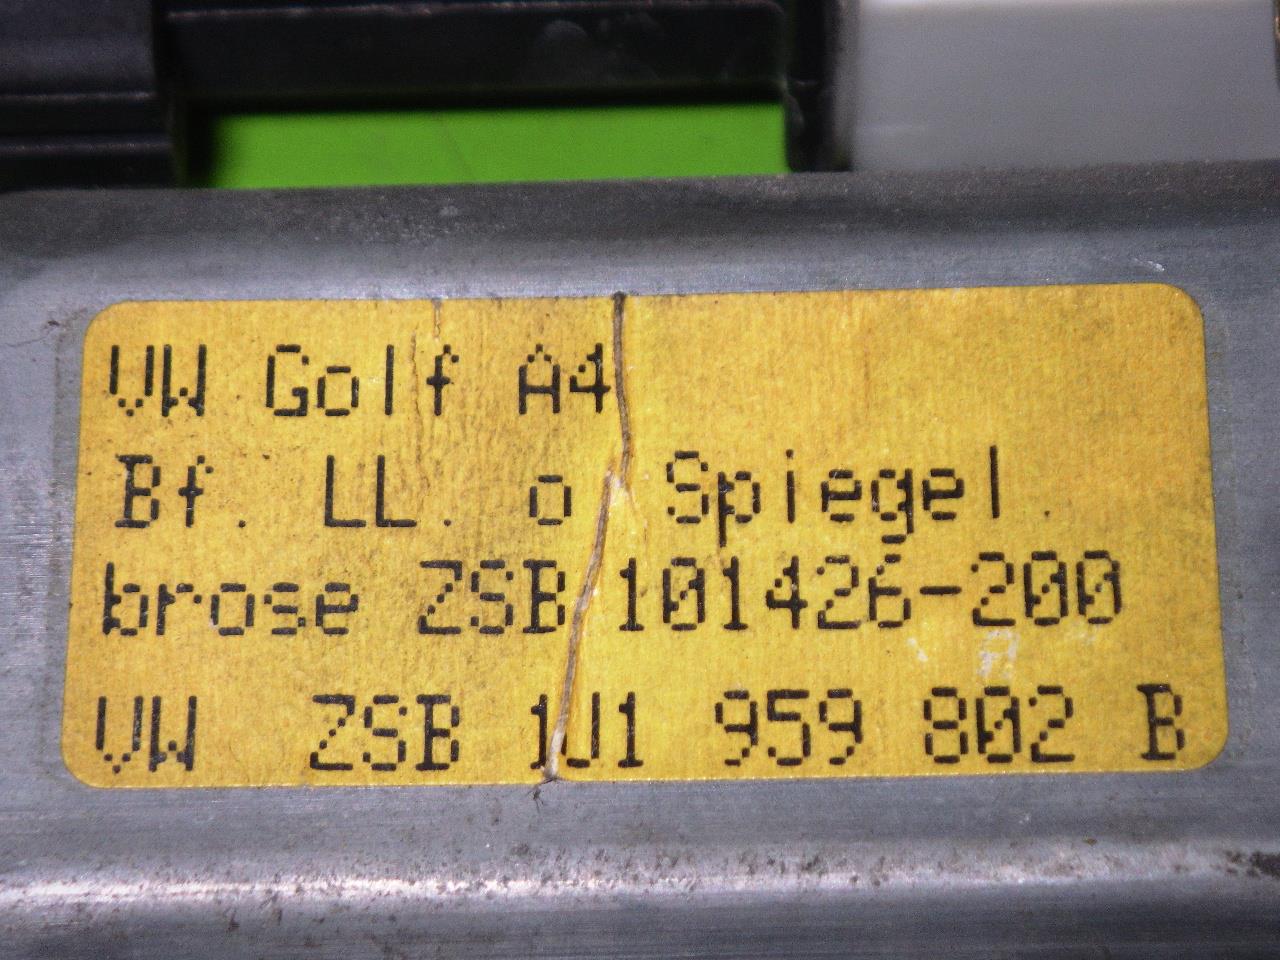 VW Golf A4
Bf. LL. o Spiegel.
brose ZSB 101426-200
VW ZSB 1J1 959 802 B